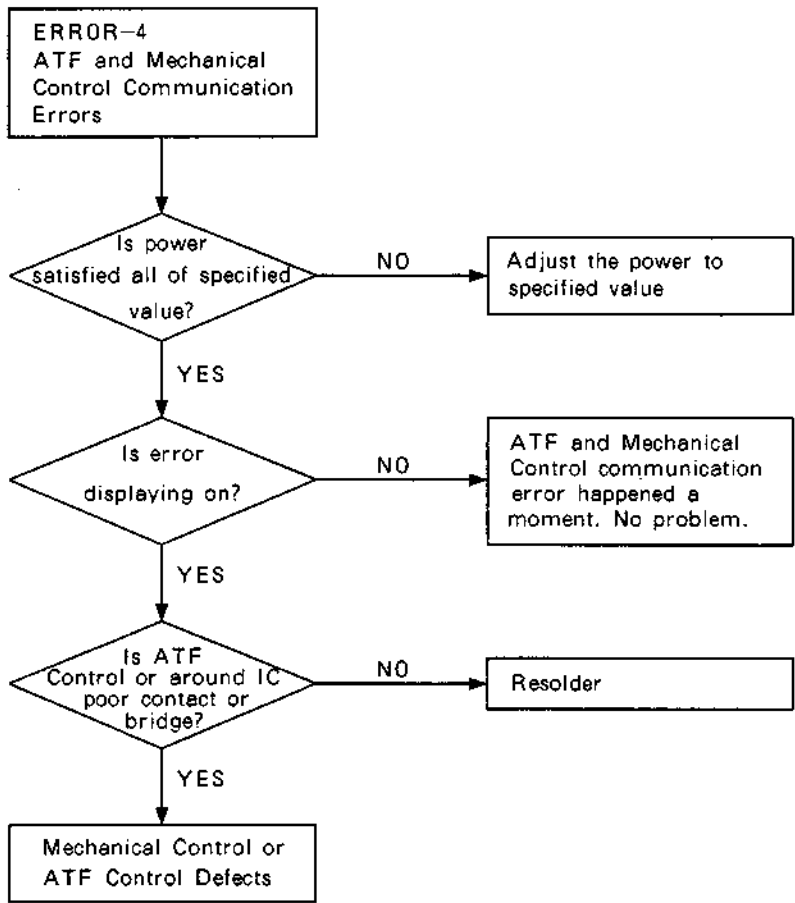 ERROR-4
ATF and Mechanical
Control Communication
Errors
Is power
satisfied all of specified
value?
NO
Adjust the power to
specified value
YES
Is error
displaying on?
NO
ATF and Mechanical
Control communication
error happened a
moment. No problem.
YES
Is ATF
Control or around IC
poor contact or
bridge?
NO
Resolder
YES
Mechanical Control or
ATF Control Defects